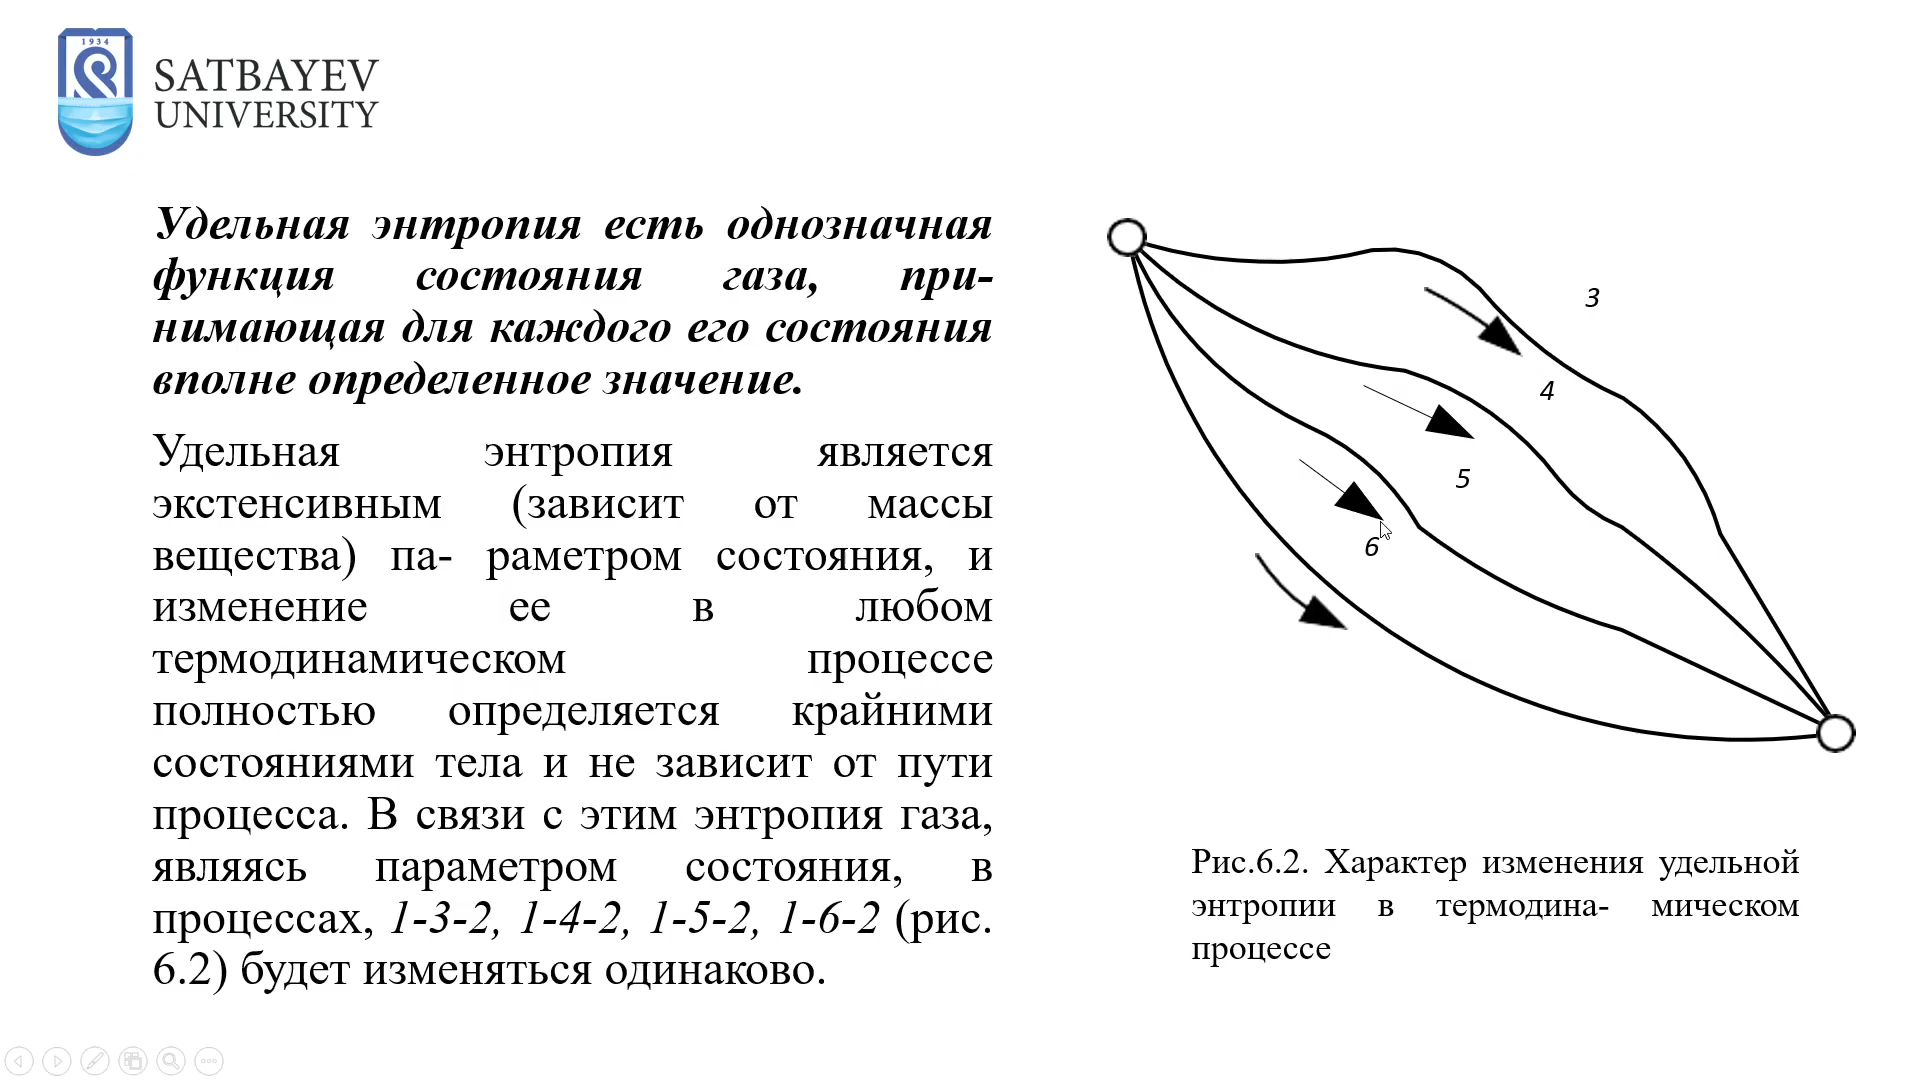 1934
SATBAYEV
UNIVERSITY
Удельная энтропия есть однозначная
функция состояния газа, при-
нимающая для каждого его состояния
вполне определенное значение.
Удельная энтропия является
экстенсивным (зависит от массы
вещества) па- раметром состояния, и
изменение ее в любом
термодинамическом процессе
полностью определяется крайними
состояниями тела и не зависит от пути
процесса. В связи с этим энтропия газа,
являясь параметром состояния, в
процессах, 1-3-2, 1-4-2, 1-5-2, 1-6-2 (рис.
6.2) будет изменяться одинаково.
3
4
5
6
Рис.6.2. Характер изменения удельной
энтропии в термодина- мическом
процессе